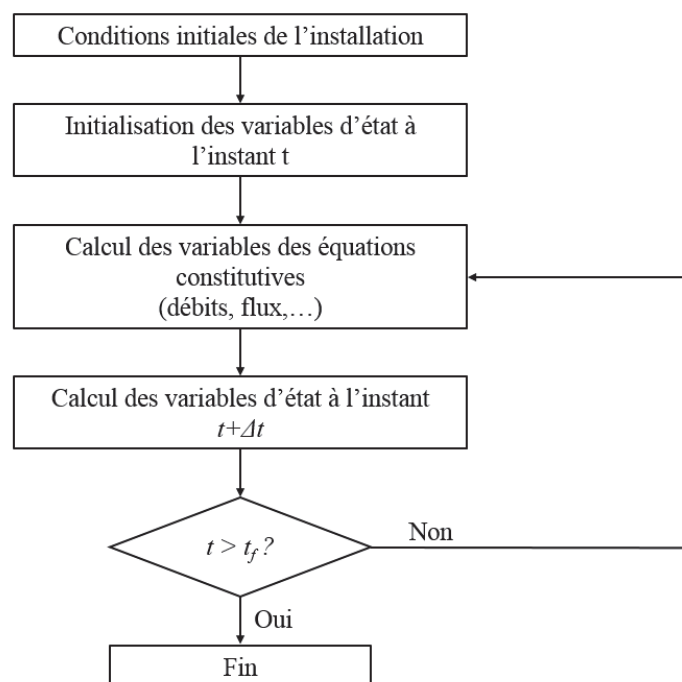 Conditions initiales de l’installation
Initialisation des variables d’état à
l’instant t
Calcul des variables des équations
constitutives
(débits, flux,…)
Calcul des variables d’état à l’instant
t+Δt
t > tf ?
Non
Oui
Fin